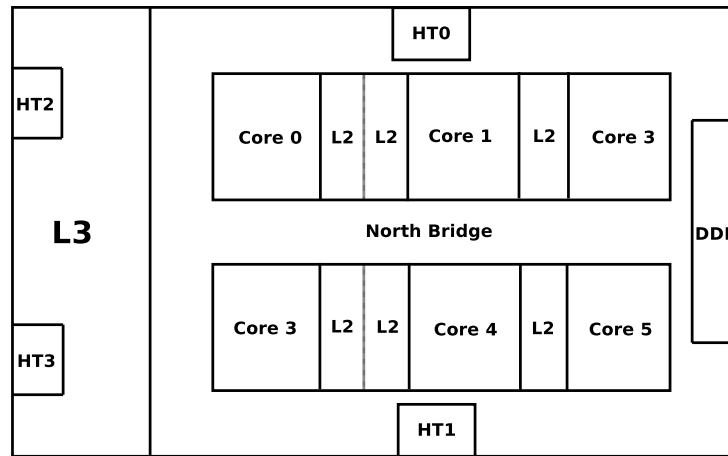 HT0
HT2
Core 0
L2
L2
Core 1
L2
Core 3
L3
North Bridge
Core 3
L2
L2
Core 4
L2
Core 5
HT3
HT1